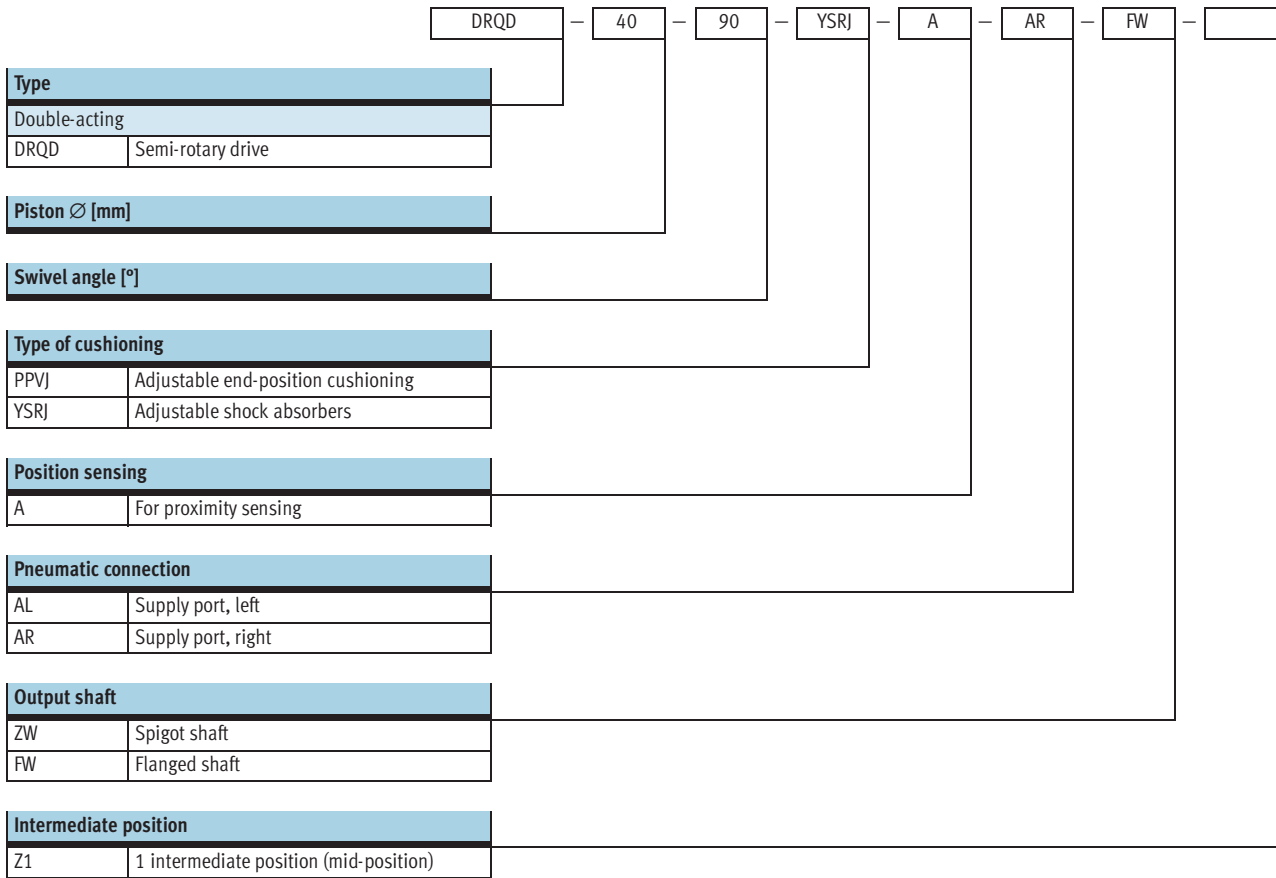 DRQD – 40 – 90 – YSRJ – A – AR – FW –
Type
Double-acting
DRQD Semi-rotary drive
Piston ∅ [mm]
Swivel angle [°]
Type of cushioning
PPVJ Adjustable end-position cushioning
YSRJ Adjustable shock absorbers
Position sensing
A For proximity sensing
Pneumatic connection
AL Supply port, left
AR Supply port, right
Output shaft
ZW Spigot shaft
FW Flanged shaft
Intermediate position
Z1 1 intermediate position (mid-position)